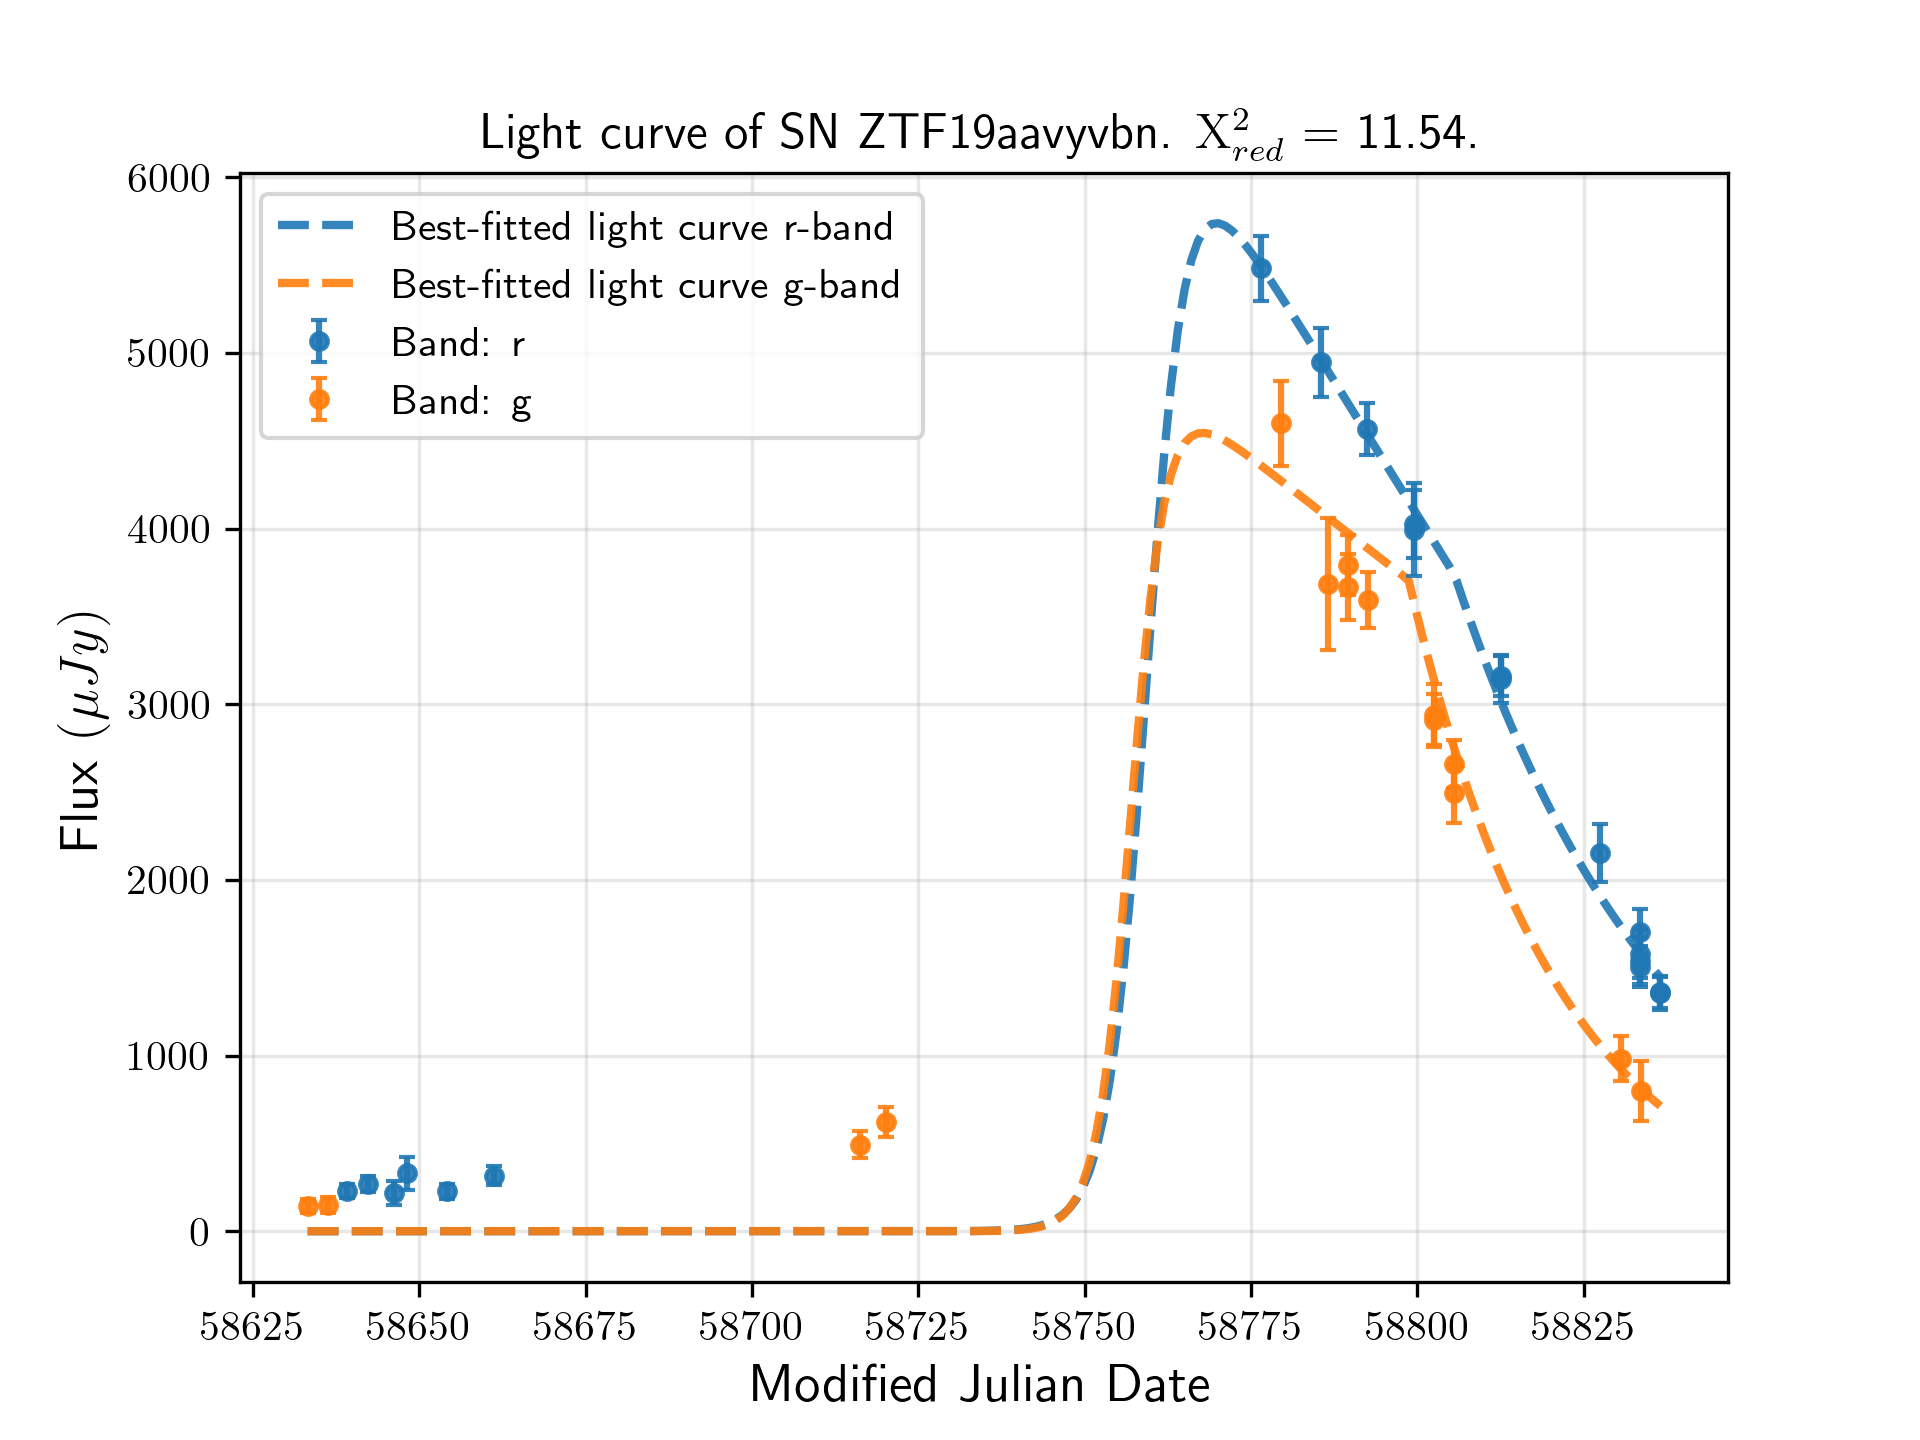 Light curve of SN ZTF19aavyvbn. X²_red = 11.54.
6000
5000
4000
3000
2000
1000
0
Flux (μJy)
Best-fitted light curve r-band
Best-fitted light curve g-band
Band: r
Band: g
58625 58650 58675 58700 58725 58750 58775 58800 58825
Modified Julian Date